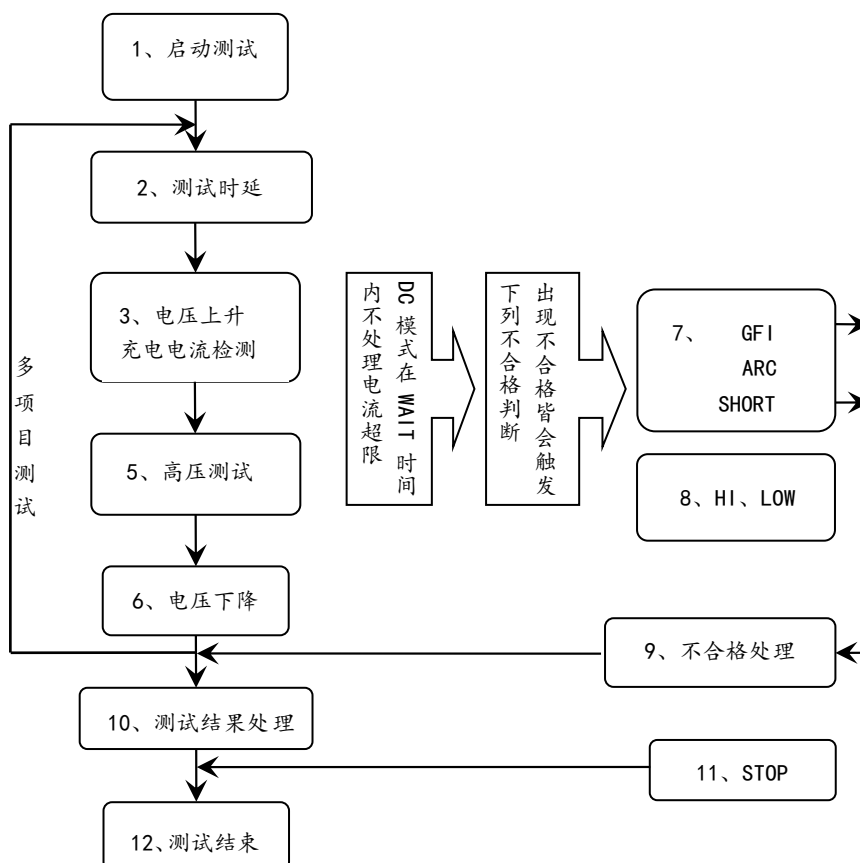 1、启动测试
2、测试时延
3、电压上升
充电电流检测
5、高压测试
6、电压下降
多项目测试
DC 模式在 WAIT 时间
内不处理电流超限
出现不合格皆会触发
下列不合格判断
7、 GFI
ARC
SHORT
8、HI、LOW
9、不合格处理
10、测试结果处理
11、STOP
12、测试结束